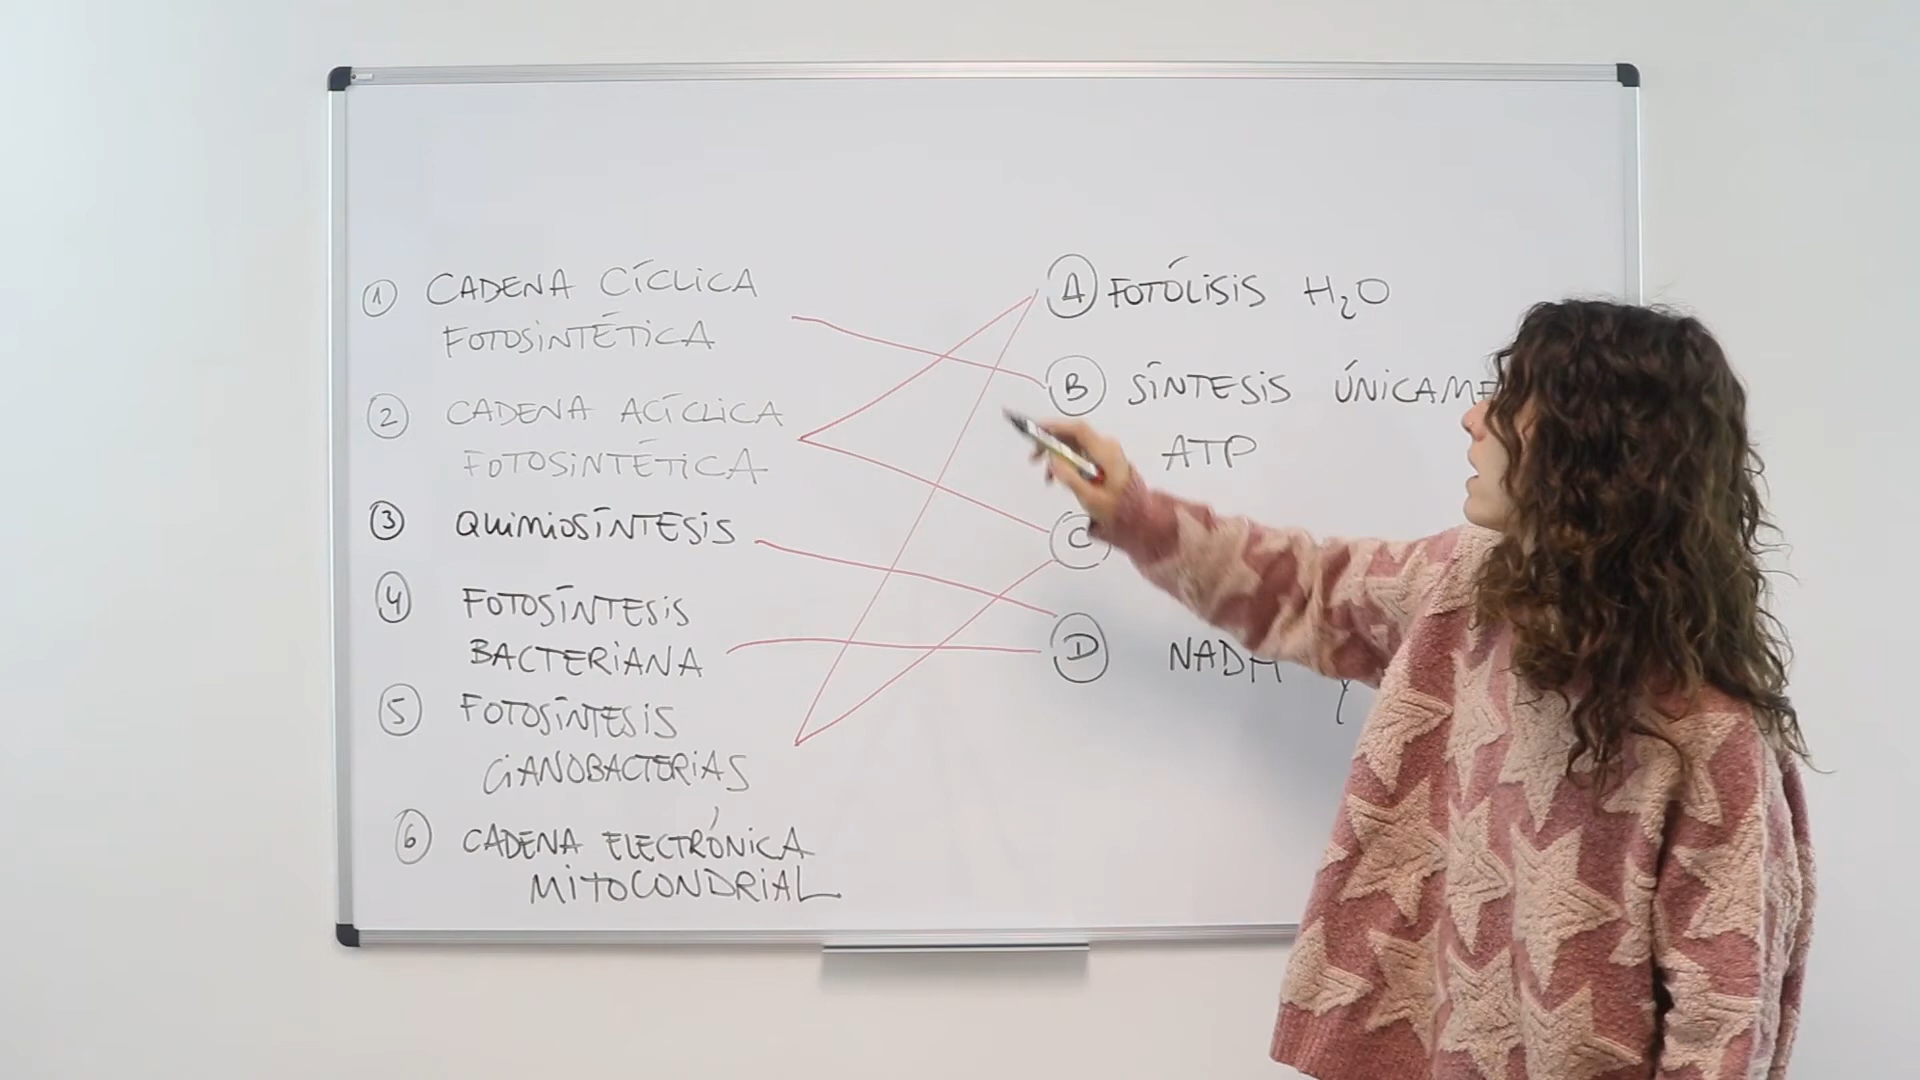 1 CADENA CÍCLICA
FOTOSINTÉTICA
2 CADENA ACÍCLICA
FOTOSINTÉTICA
3 QUIMIOSÍNTESIS
4 FOTOSÍNTESIS
BACTERIANA
5 FOTOSÍNTESIS
CIANOBACTERIAS
6 CADENA ELECTRÓNICA
MITOCONDRIAL
A FOTÓLISIS H₂O
B SÍNTESIS
ATP
C
D NADH y